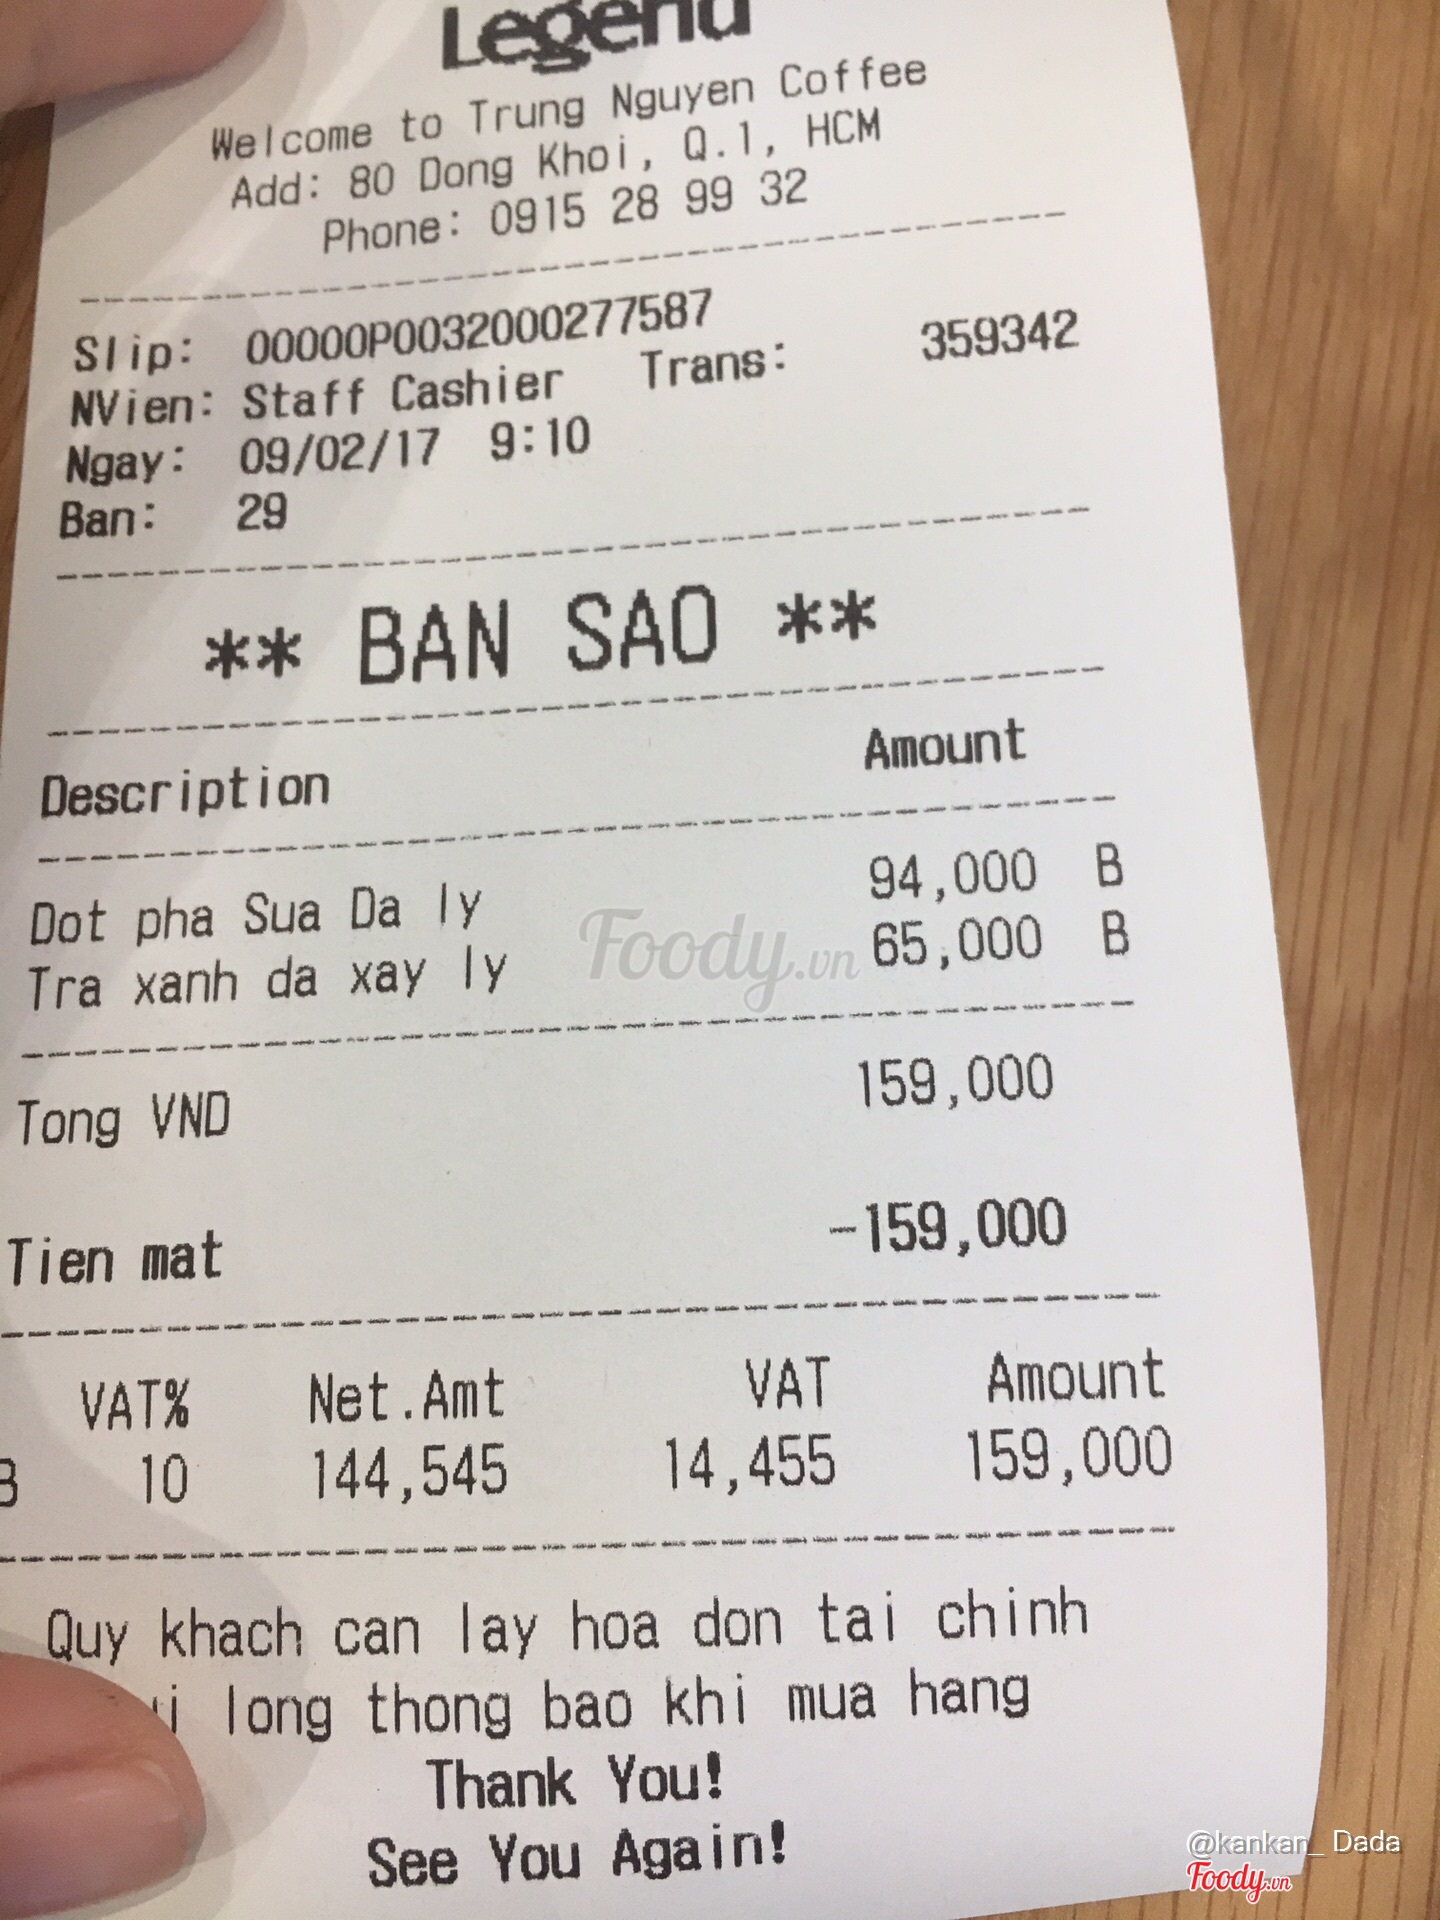 Legend
Welcome to Trung Nguyen Coffee
Add: 80 Dong Khoi, Q.1, HCM
Phone: 0915 28 99 32
Slip: 00000P0032000277587
NVien: Staff Cashier Trans: 359342
Ngay: 09/02/17 9:10
Ban: 29
** BAN SAO **
Description Amount
Dot pha Sua Da ly 94,000 B
Tra xanh da xay ly 65,000 B
Foody.vn
Tong VND 159,000
Tien mat -159,000
VAT% Net.Amt VAT Amount
B 10 144,545 14,455 159,000
Quy khach can lay hoa don tai chinh
long thong bao khi mua hang
Thank You!
See You Again!
@kankan_ Dada
Foody.vn